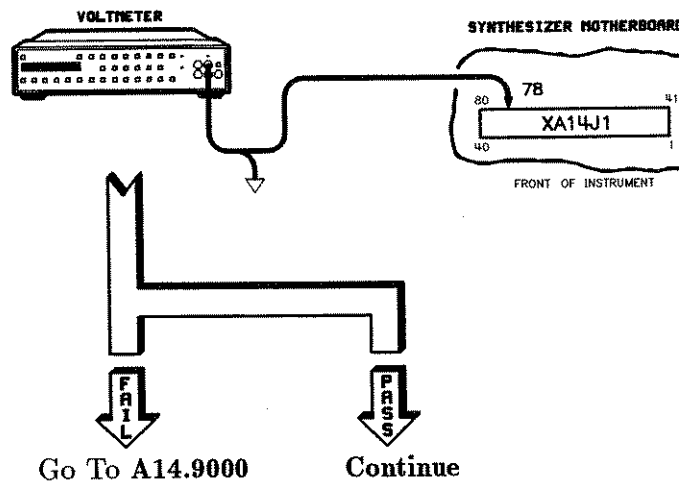 VOLTMETER
SYNTHESIZER MOTHERBOARD
78
80 41
XA14J1
40 1
FRONT OF INSTRUMENT
FAIL
PASS
Go To A14.9000
Continue